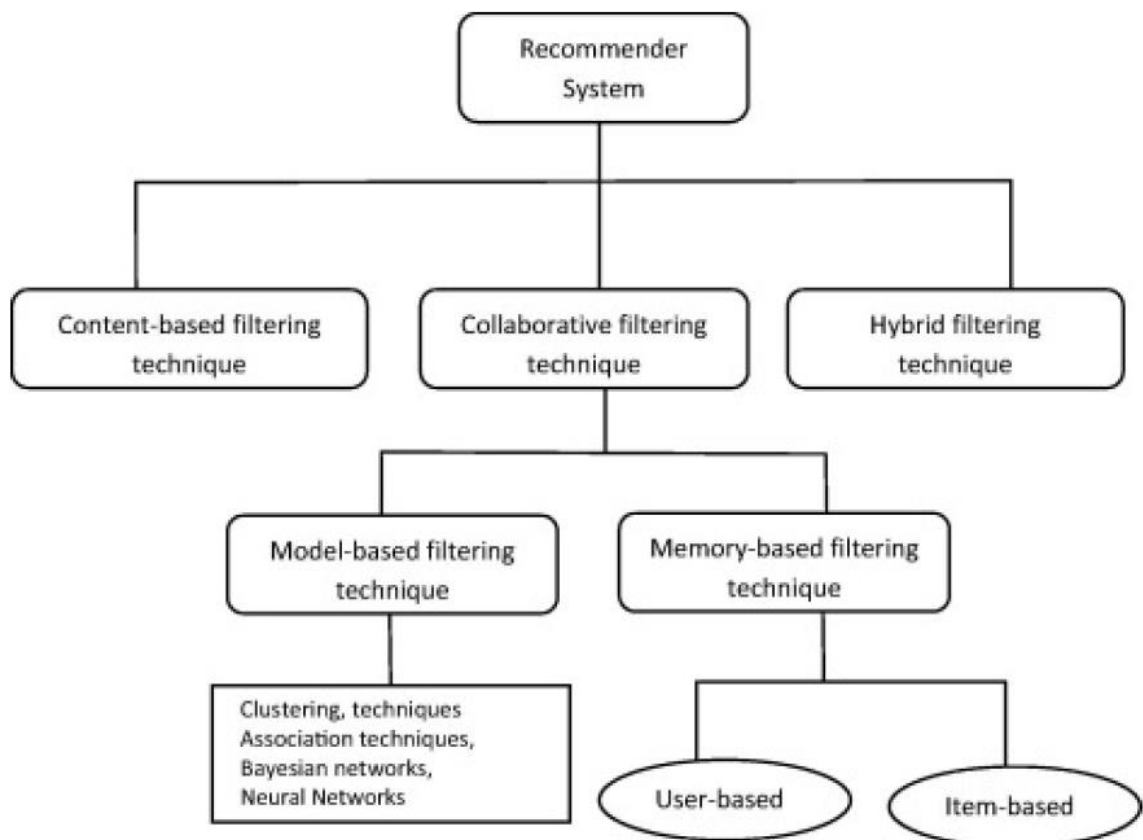 Recommender
System
Content-based filtering
technique
Collaborative filtering
technique
Hybrid filtering
technique
Model-based filtering
technique
Memory-based filtering
technique
Clustering, techniques
Association techniques,
Bayesian networks,
Neural Networks
User-based
Item-based